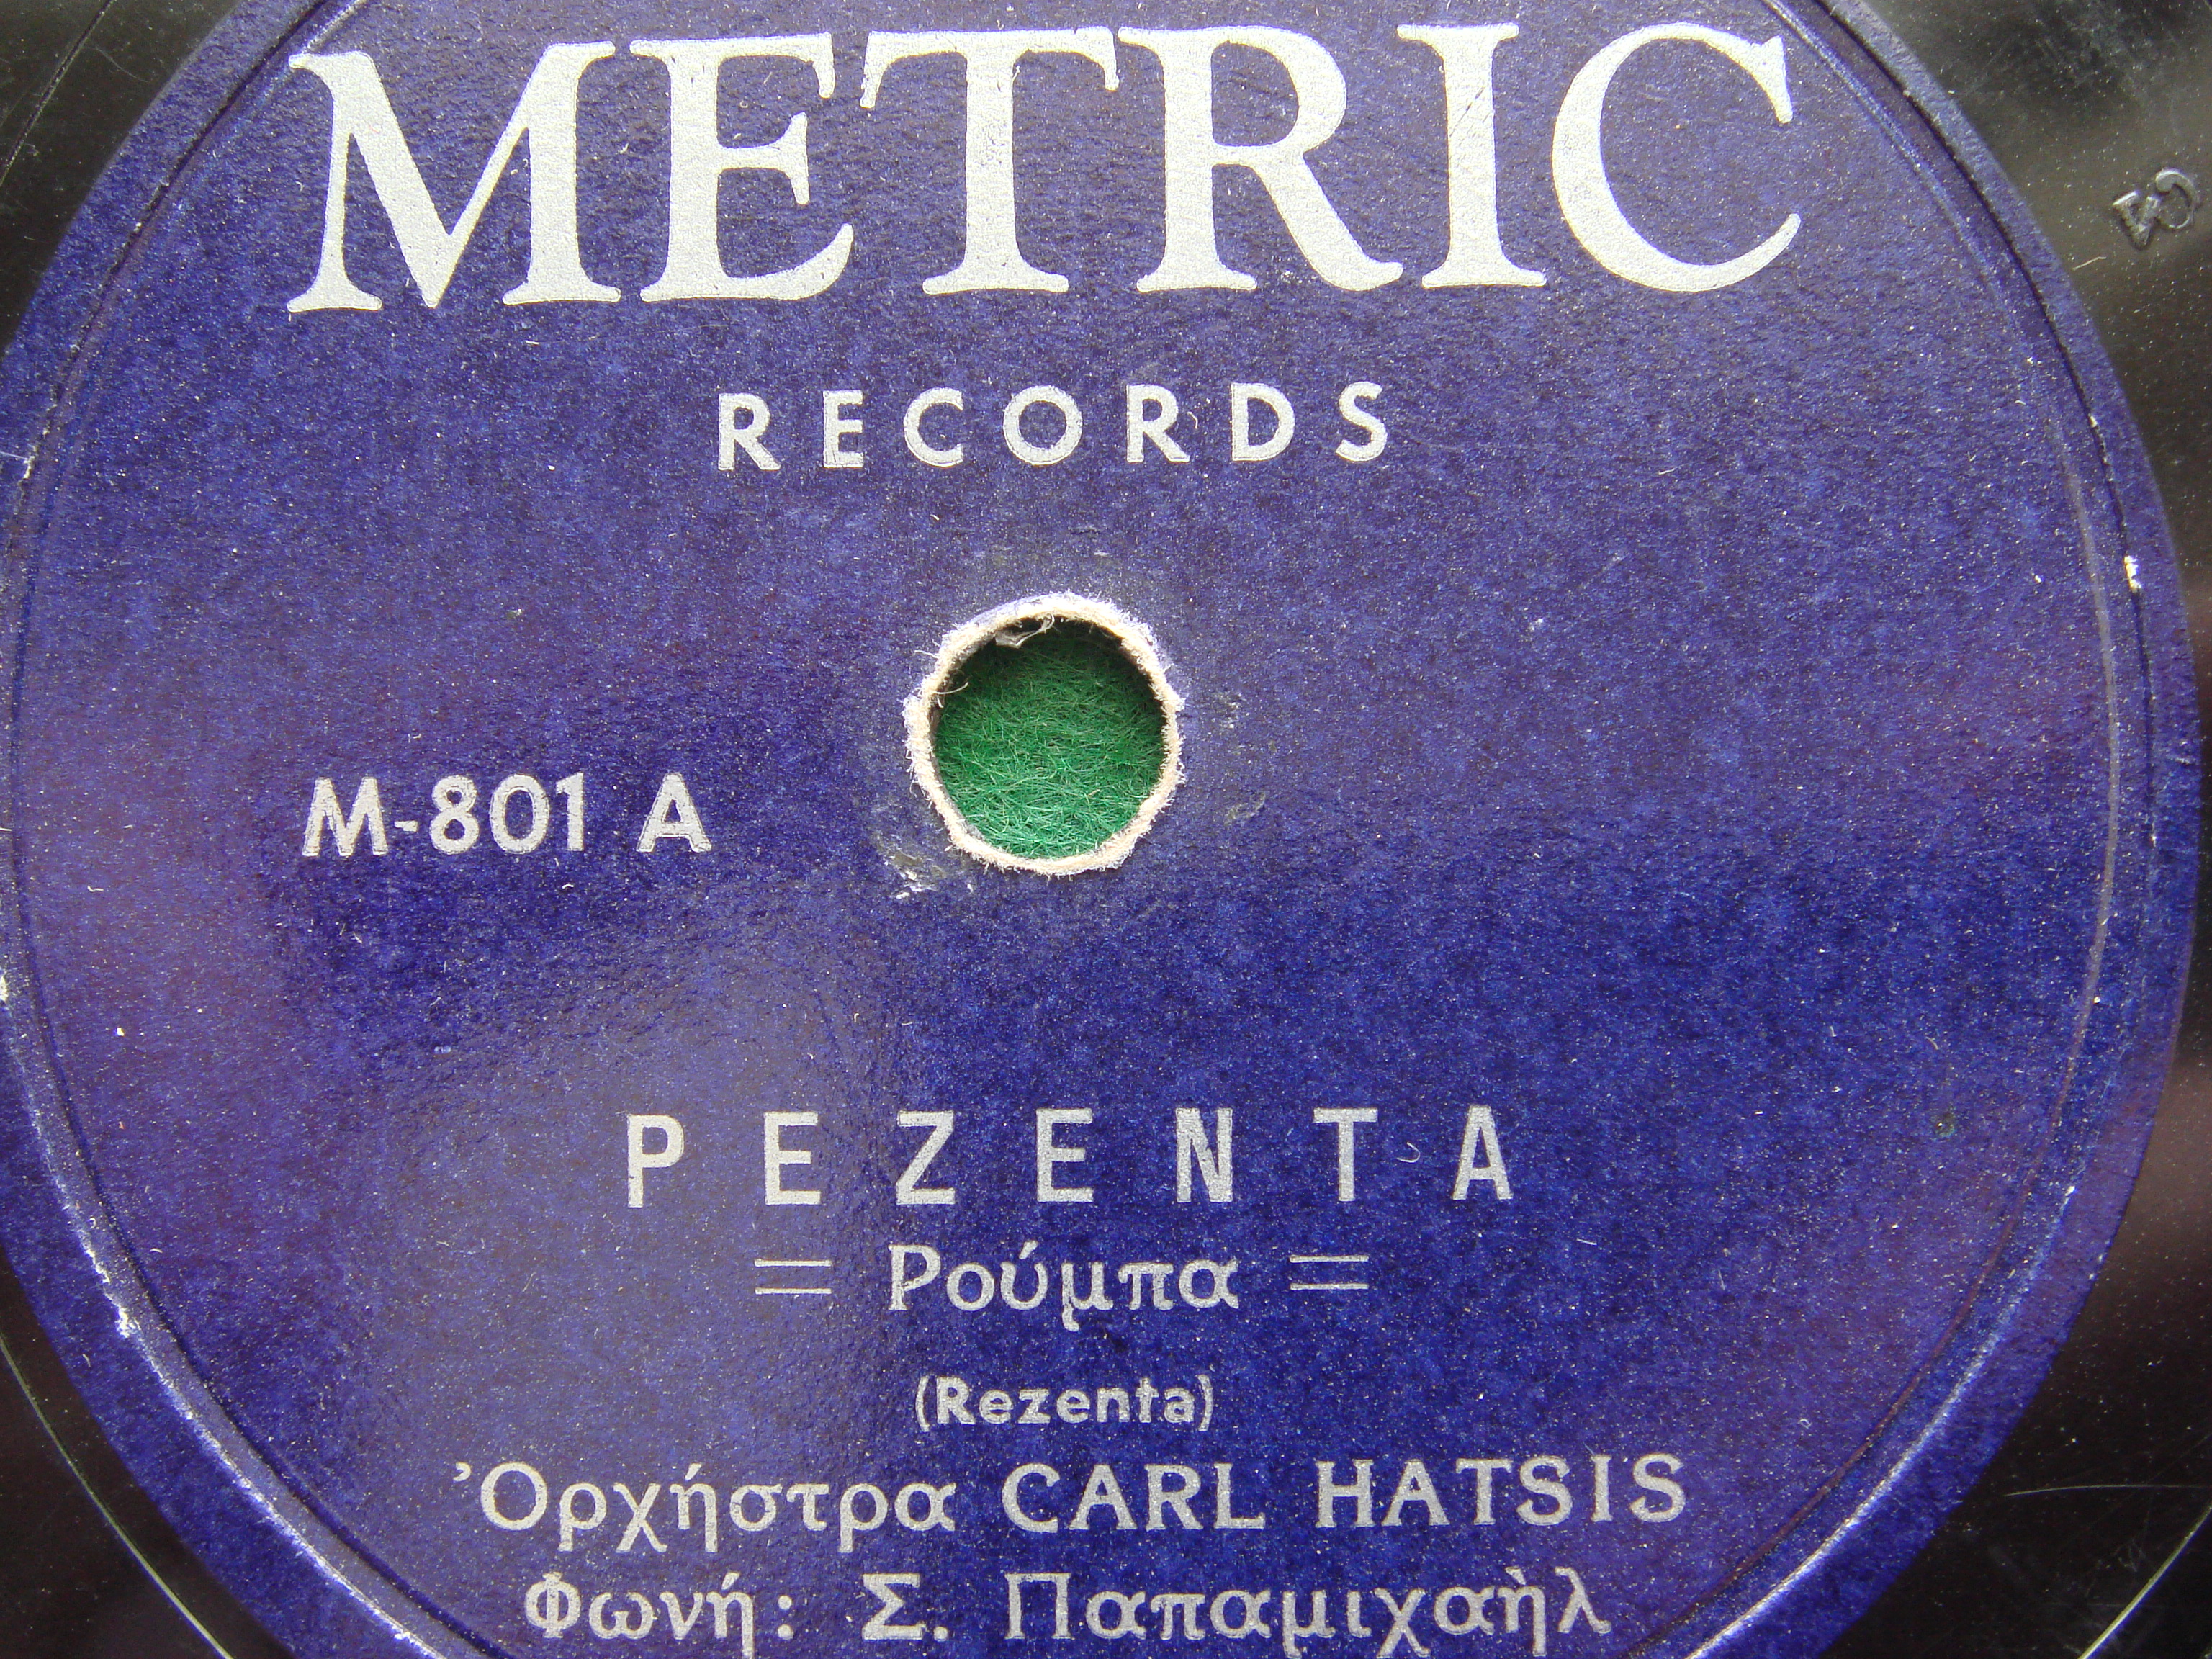 METRIC
RECORDS
M-801 A
ΡΕΖΕΝΤΑ
= Ρούμπα =
(Rezenta)
Ὀρχήστρα CARL HATSIS
Φωνή: Σ. Παπαμιχαὴλ